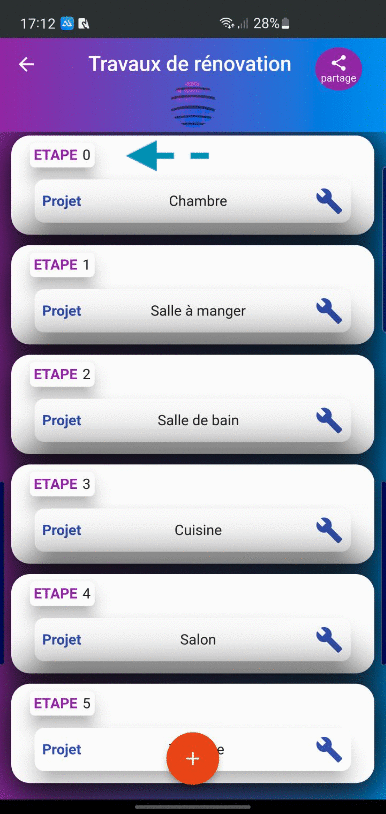 17:12 28%
Travaux de rénovation
partage
ETAPE 0
Projet Chambre
ETAPE 1
Projet Salle à manger
ETAPE 2
Projet Salle de bain
ETAPE 3
Projet Cuisine
ETAPE 4
Projet Salon
ETAPE 5
Projet
+